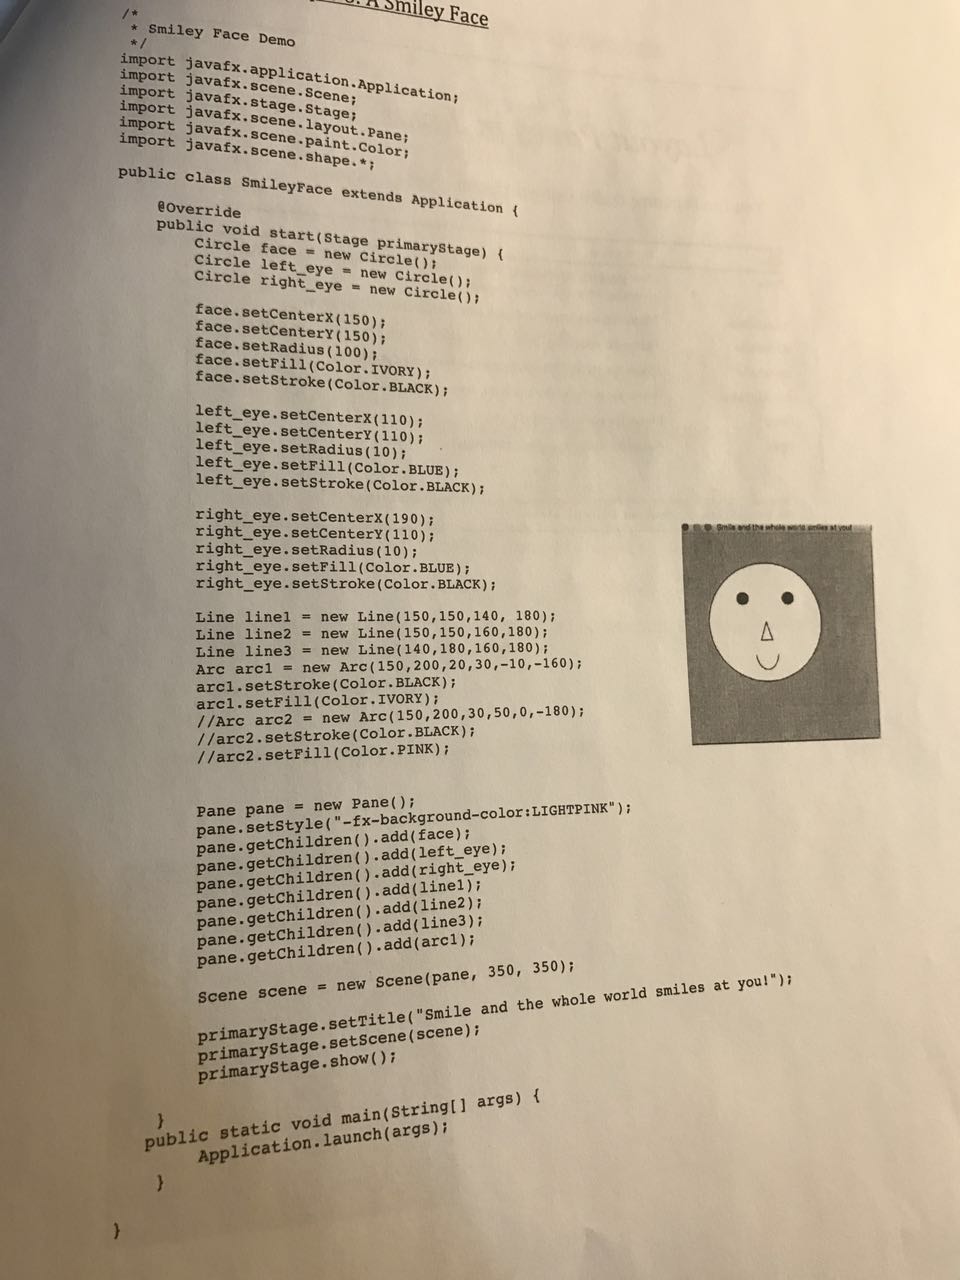 A Smiley Face
/*
 * Smiley Face Demo
 */
import javafx.application.Application;
import javafx.scene.Scene;
import javafx.stage.Stage;
import javafx.scene.layout.Pane;
import javafx.scene.paint.Color;
import javafx.scene.shape.*;
public class SmileyFace extends Application {
@Override
public void start(Stage primaryStage) {
Circle face = new Circle();
Circle left_eye = new Circle();
Circle right_eye = new Circle();
face.setCenterX(150);
face.setCenterY(150);
face.setRadius(100);
face.setFill(Color.IVORY);
face.setStroke(Color.BLACK);
left_eye.setCenterX(110);
left_eye.setCenterY(110);
left_eye.setRadius(10);
left_eye.setFill(Color.BLUE);
left_eye.setStroke(Color.BLACK);
right_eye.setCenterX(190);
right_eye.setCenterY(110);
right_eye.setRadius(10);
right_eye.setFill(Color.BLUE);
right_eye.setStroke(Color.BLACK);
Smile and the whole world smiles at you!
Line line1 = new Line(150,150,140, 180);
Line line2 = new Line(150,150,160,180);
Line line3 = new Line(140,180,160,180);
Arc arc1 = new Arc(150,200,20,30,-10,-160);
arc1.setStroke(Color.BLACK);
arc1.setFill(Color.IVORY);
//Arc arc2 = new Arc(150,200,30,50,0,-180);
//arc2.setStroke(Color.BLACK);
//arc2.setFill(Color.PINK);
Pane pane = new Pane();
pane.setStyle("-fx-background-color:LIGHTPINK");
pane.getChildren().add(face);
pane.getChildren().add(left_eye);
pane.getChildren().add(right_eye);
pane.getChildren().add(line1);
pane.getChildren().add(line2);
pane.getChildren().add(line3);
pane.getChildren().add(arc1);
Scene scene = new Scene(pane, 350, 350);
primaryStage.setTitle("Smile and the whole world smiles at you!");
primaryStage.setScene(scene);
primaryStage.show();
}
public static void main(String[] args) {
Application.launch(args);
}
}